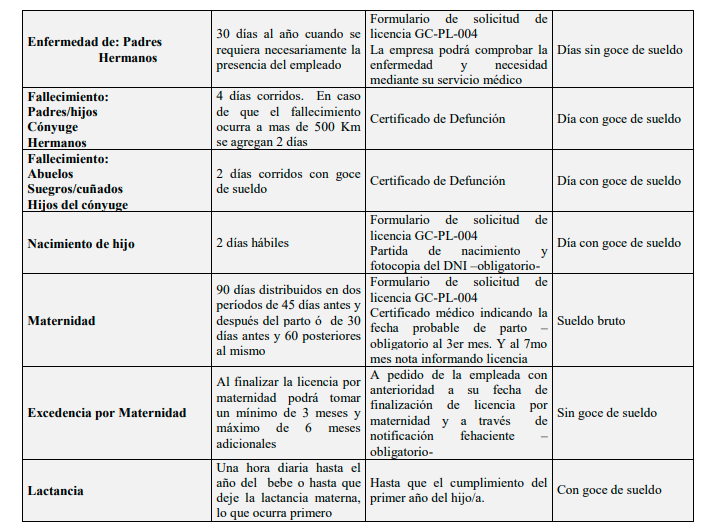 Enfermedad de: Padres
Hermanos
30 días al año cuando se
requiera necesariamente la
presencia del empleado
Formulario de solicitud de
licencia GC-PL-004
La empresa podrá comprobar la
enfermedad y necesidad
mediante su servicio médico
Días sin goce de sueldo
Fallecimiento:
Padres/hijos
Cónyuge
Hermanos
4 días corridos. En caso
de que el fallecimiento
ocurra a mas de 500 Km
se agregan 2 días
Certificado de Defunción
Día con goce de sueldo
Fallecimiento:
Abuelos
Suegros/cuñados
Hijos del cónyuge
2 días corridos con goce
de sueldo
Certificado de Defunción
Día con goce de sueldo
Nacimiento de hijo
2 días hábiles
Formulario de solicitud de
licencia GC-PL-004
Partida de nacimiento y
fotocopia del DNI –obligatorio-
Día con goce de sueldo
Maternidad
90 días distribuidos en dos
períodos de 45 días antes y
después del parto ó de 30
días antes y 60 posteriores
al mismo
Formulario de solicitud de
licencia GC-PL-004
Certificado médico indicando la
fecha probable de parto –
obligatorio al 3er mes. Y al 7mo
mes nota informando licencia
Sueldo bruto
Excedencia por Maternidad
Al finalizar la licencia por
maternidad podrá tomar
un mínimo de 3 meses y
máximo de 6 meses
adicionales
A pedido de la empleada con
anterioridad a su fecha de
finalización de licencia por
maternidad y a través de
notificación fehaciente –
obligatorio-
Sin goce de sueldo
Lactancia
Una hora diaria hasta el
año del bebe o hasta que
deje la lactancia materna,
lo que ocurra primero
Hasta que el cumplimiento del
primer año del hijo/a.
Con goce de sueldo